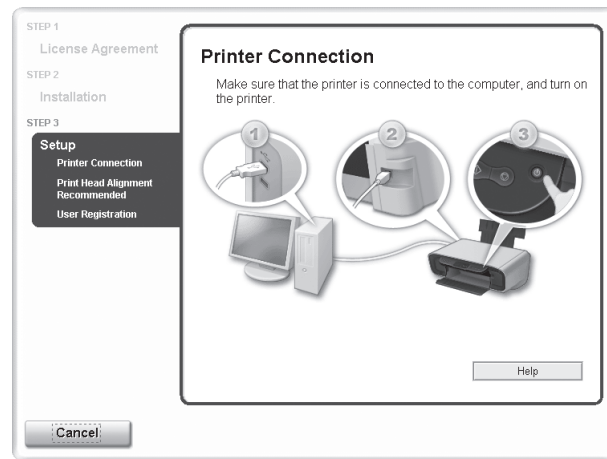 STEP 1
License Agreement
STEP 2
Installation
STEP 3
Setup
Printer Connection
Print Head Alignment
Recommended
User Registration
Printer Connection
Make sure that the printer is connected to the computer, and turn on
the printer.
1
2
3
Help
Cancel